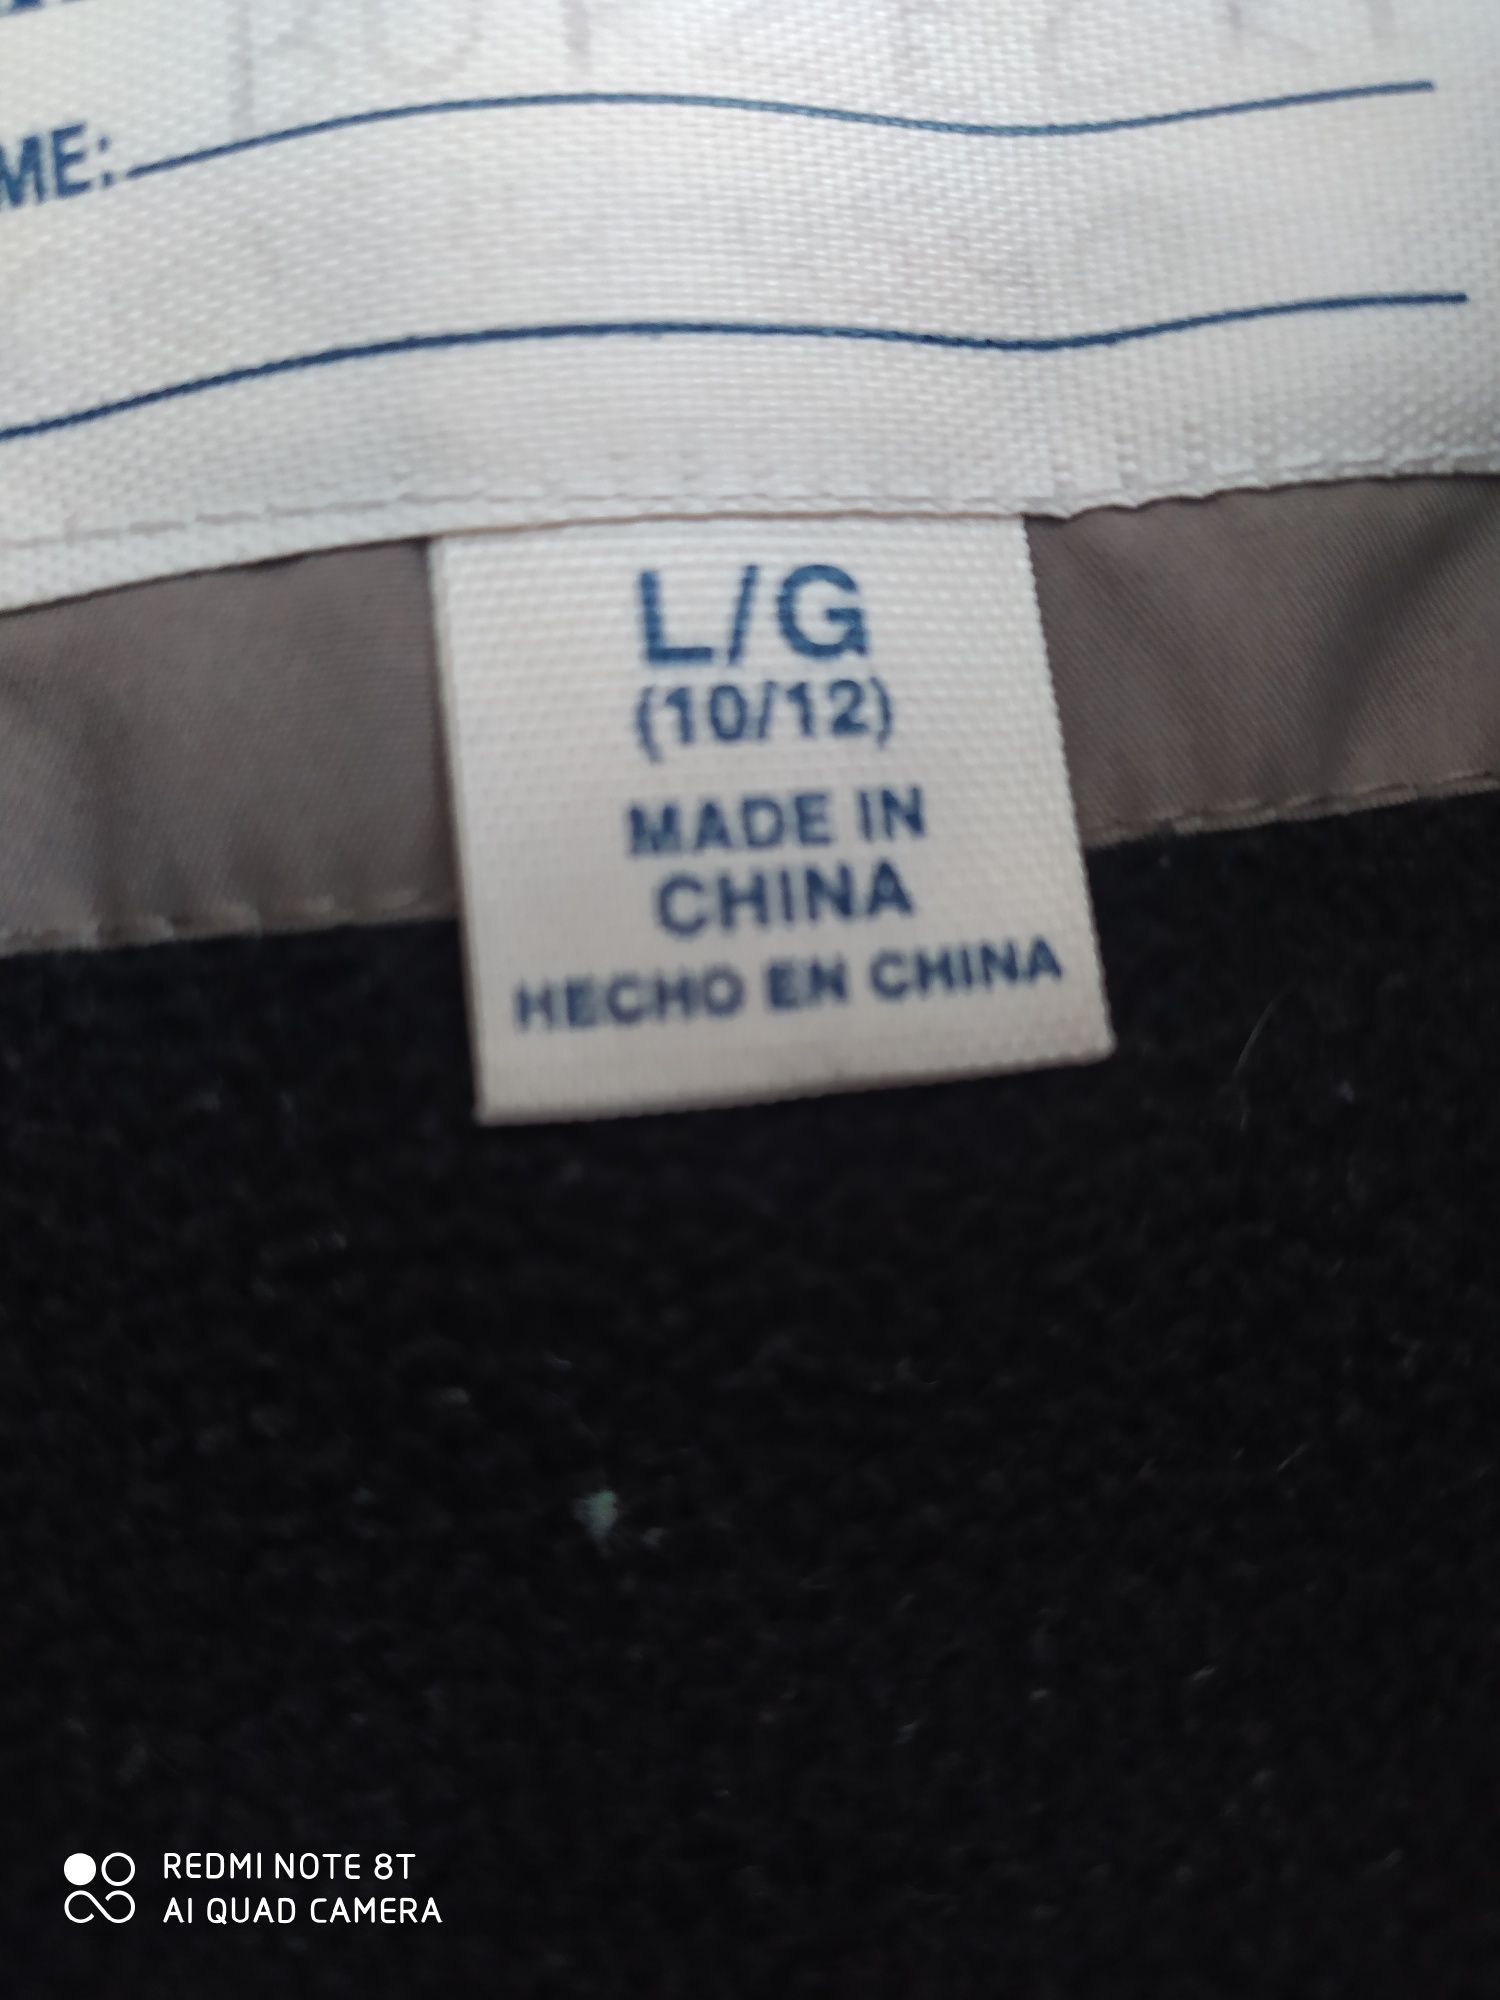 ME:
L/G
(10/12)
MADE IN
CHINA
HECHO EN CHINA
REDMI NOTE 8T
AI QUAD CAMERA